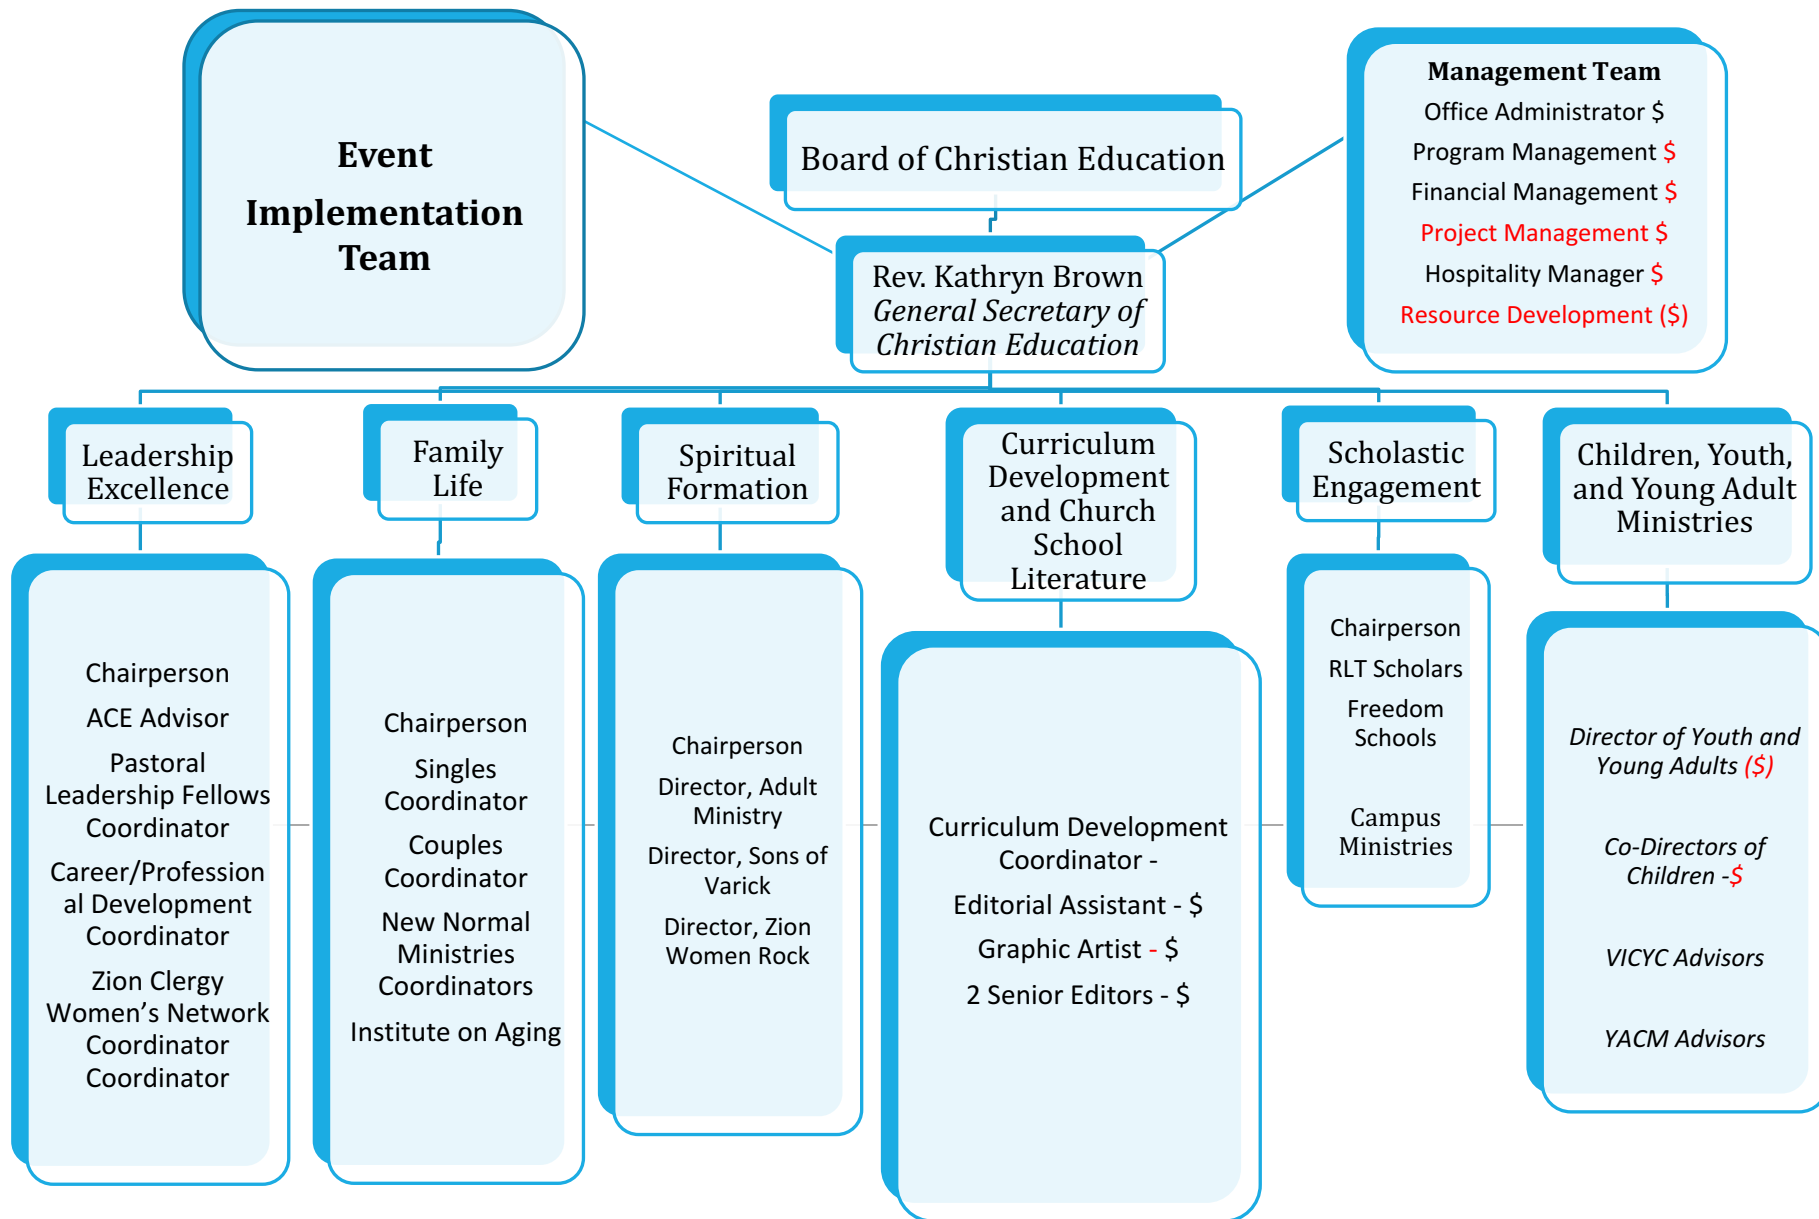 Event
Implementation
Team
Board of Christian Education
Management Team
Office Administrator $
Program Management $
Financial Management $
Project Management $
Hospitality Manager $
Resource Development ($)
Rev. Kathryn Brown
General Secretary of
Christian Education
Leadership
Excellence
Family
Life
Spiritual
Formation
Curriculum
Development
and Church
School
Literature
Scholastic
Engagement
Children, Youth,
and Young Adult
Ministries
Chairperson
ACE Advisor
Pastoral
Leadership Fellows
Coordinator
Career/Profession
al Development
Coordinator
Zion Clergy
Women’s Network
Coordinator
Coordinator
Chairperson
Singles
Coordinator
Couples
Coordinator
New Normal
Ministries
Coordinators
Institute on Aging
Chairperson
Director, Adult
Ministry
Director, Sons of
Varick
Director, Zion
Women Rock
Curriculum Development
Coordinator -
Editorial Assistant - $
Graphic Artist - $
2 Senior Editors - $
Chairperson
RLT Scholars
Freedom
Schools
Campus
Ministries
Director of Youth and
Young Adults ($)
Co-Directors of
Children -$
VICYC Advisors
YACM Advisors